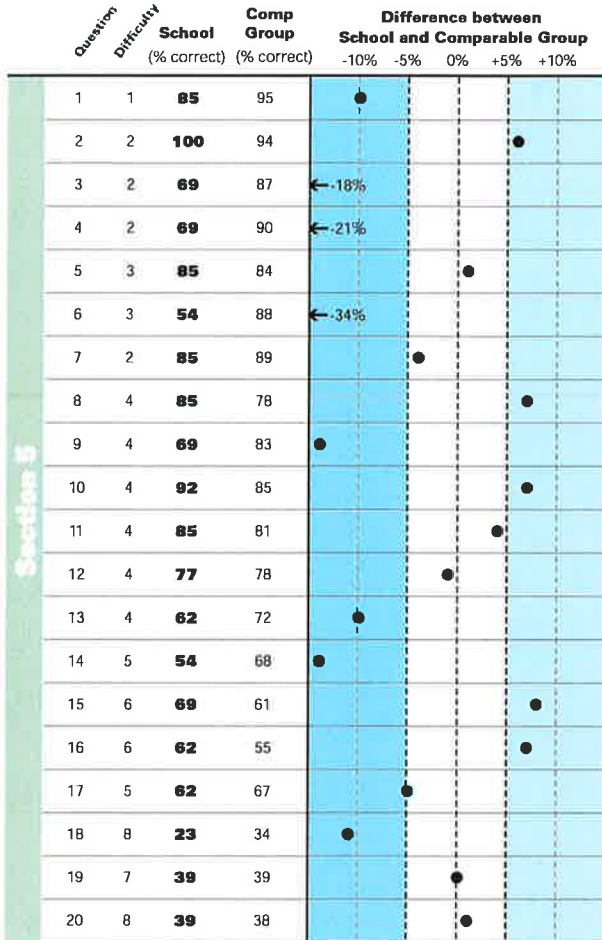 Question Difficulty School (% correct) Comp Group (% correct) Difference between School and Comparable Group
-10% -5% 0% +5% +10%
Section 5
1 1 85 95
2 2 100 94
3 2 69 87 -18%
4 2 69 90 -21%
5 3 85 84
6 3 54 88 -34%
7 2 85 89
8 4 85 78
9 4 69 83
10 4 92 85
11 4 85 81
12 4 77 78
13 4 62 72
14 5 54 68
15 6 69 61
16 6 62 55
17 5 62 67
18 8 23 34
19 7 39 39
20 8 39 38